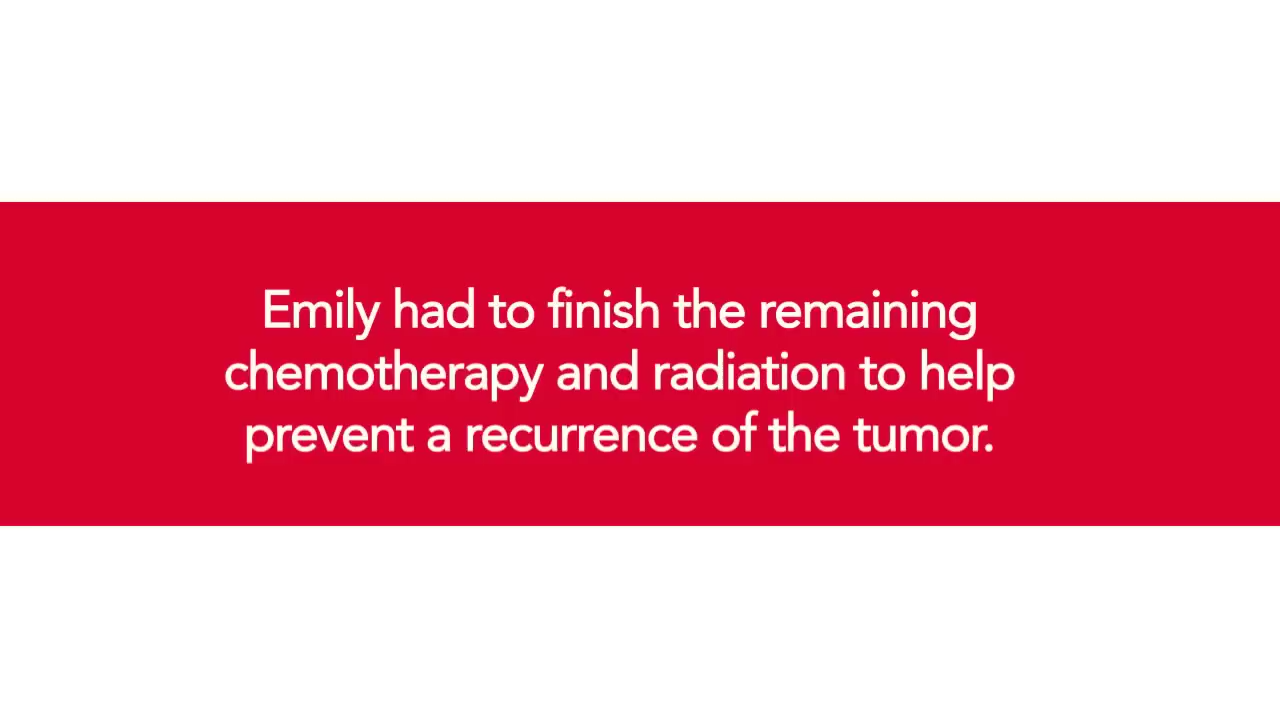 Emily had to finish the remaining
chemotherapy and radiation to help
prevent a recurrence of the tumor.